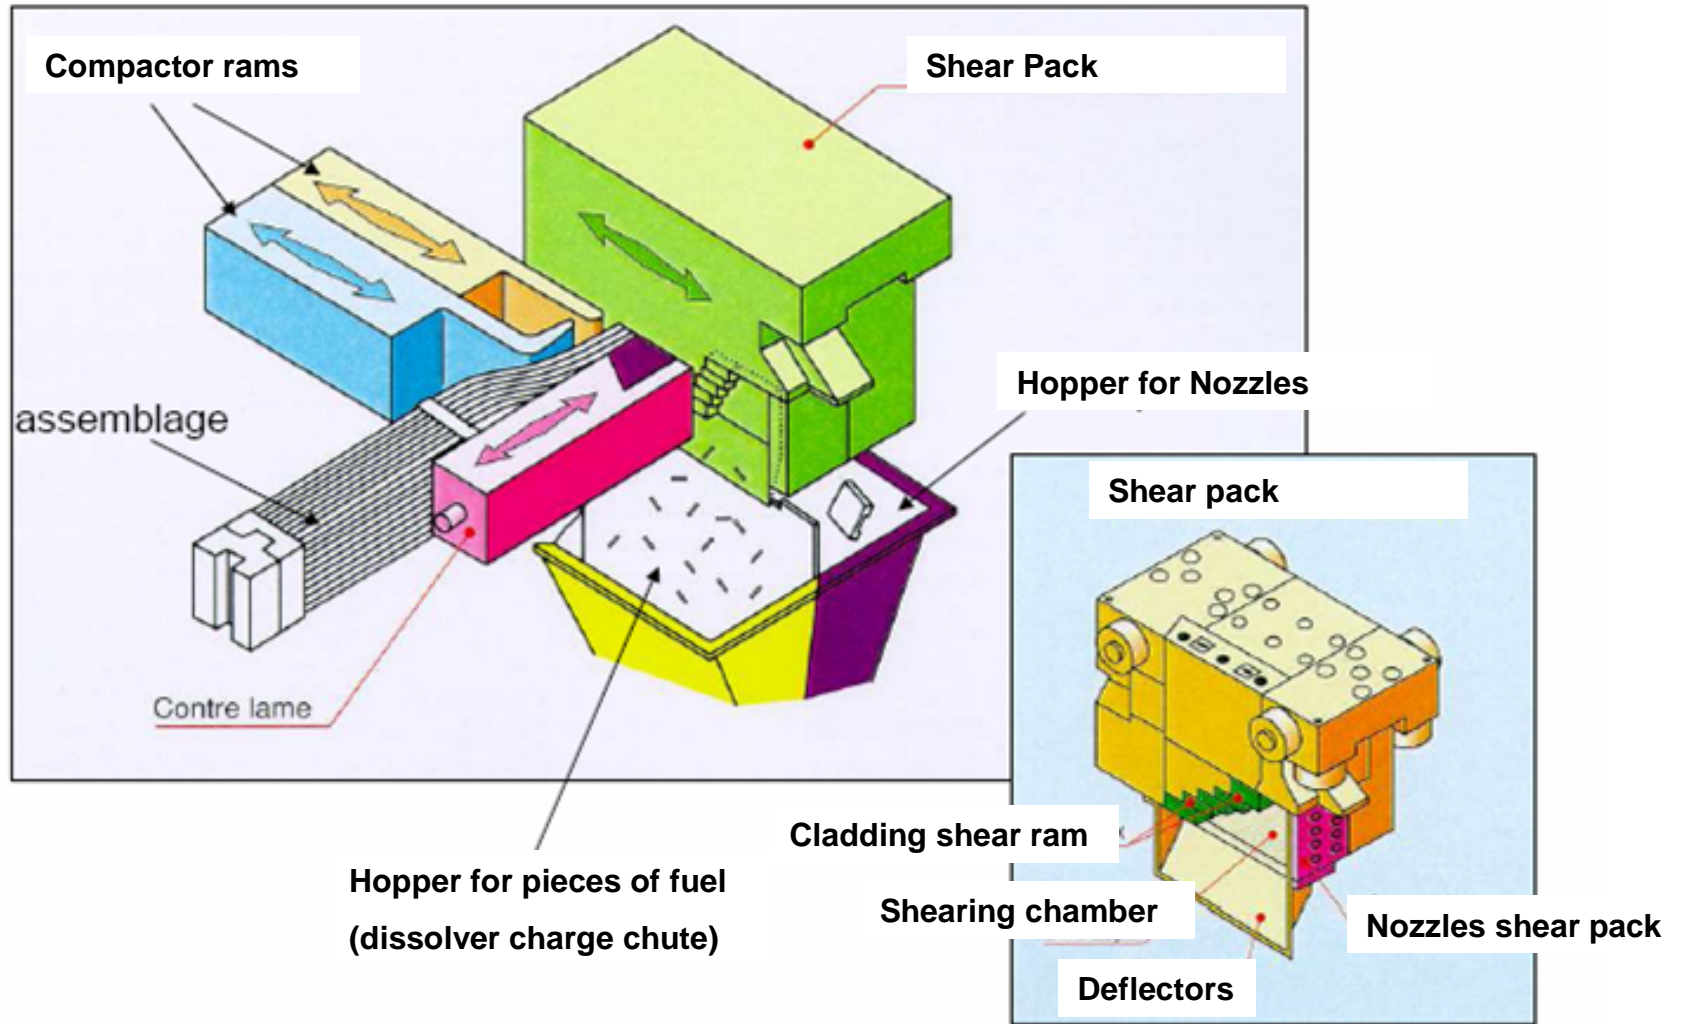 Compactor rams
Shear Pack
Hopper for Nozzles
assemblage
Shear pack
Contre lame
Cladding shear ram
Hopper for pieces of fuel
(dissolver charge chute)
Shearing chamber
Nozzles shear pack
Deflectors